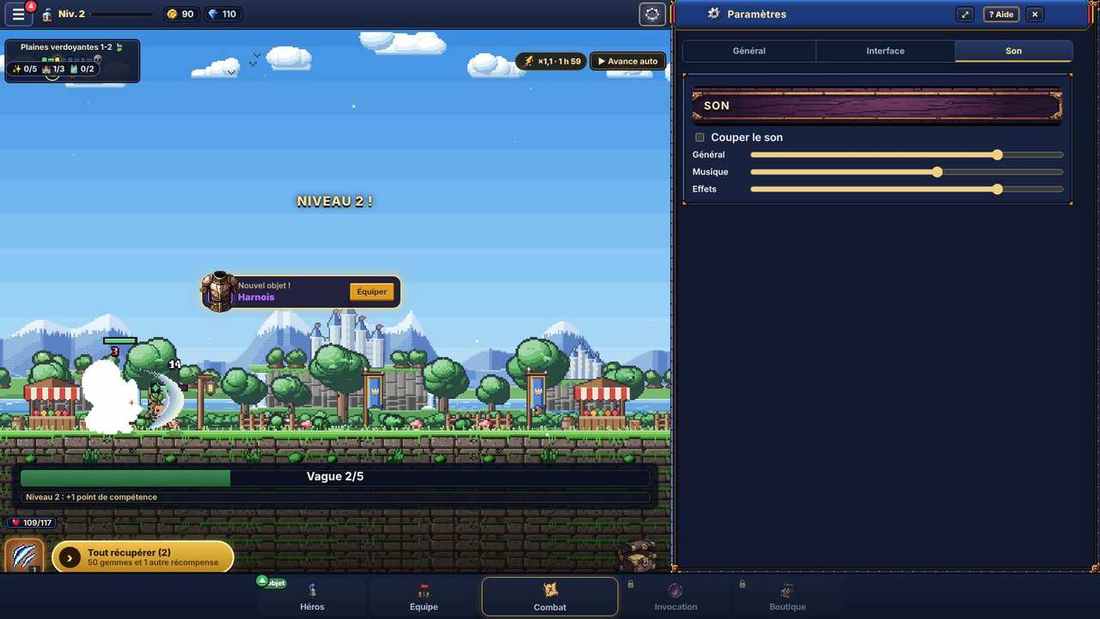 4
Niv. 2
90
110
Plaines verdoyantes 1-2
0/5 1/3 0/2
×1,1 · 1 h 59
Avance auto
NIVEAU 2 !
Nouvel objet !
Harnois
Équiper
3
14
Vague 2/5
Niveau 2 : +1 point de compétence
109/117
1
Tout récupérer (2)
50 gemmes et 1 autre récompense
objet
Héros
Équipe
Combat
Invocation
Boutique
Paramètres
? Aide
×
Général
Interface
Son
SON
Couper le son
Général
Musique
Effets